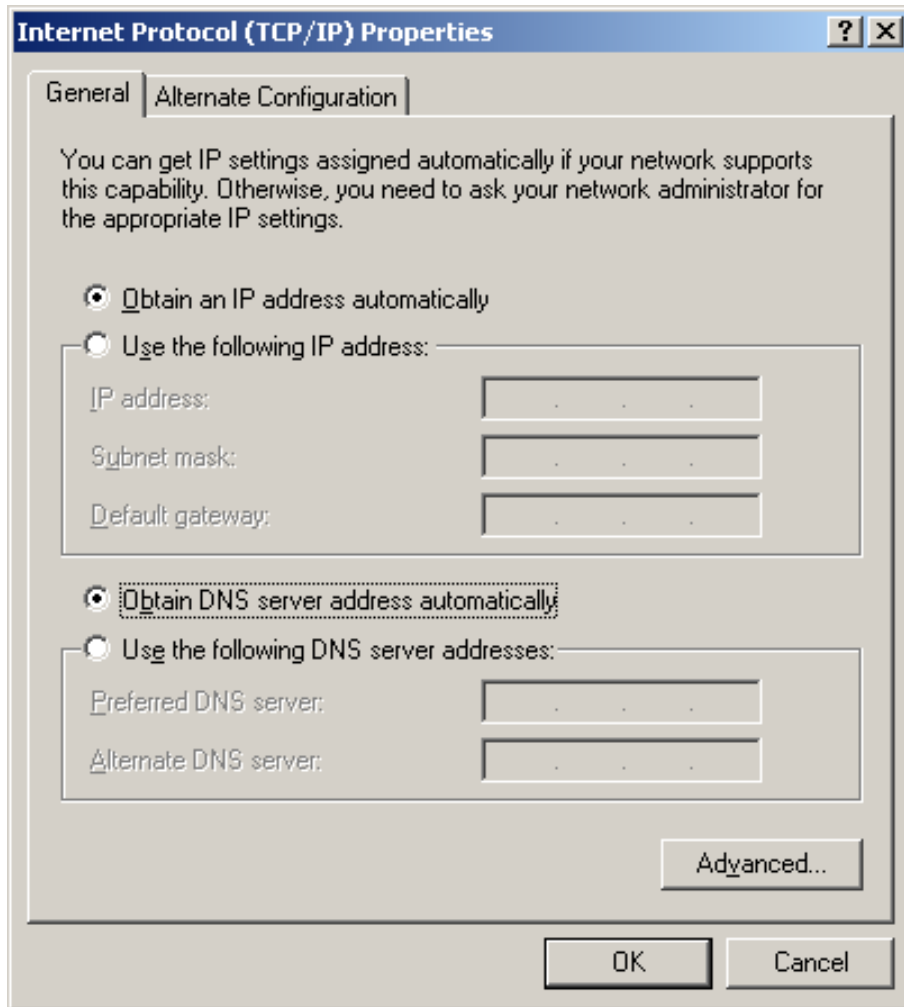 Internet Protocol (TCP/IP) Properties
General
Alternate Configuration
You can get IP settings assigned automatically if your network supports
this capability. Otherwise, you need to ask your network administrator for
the appropriate IP settings.
Obtain an IP address automatically
Use the following IP address:
IP address:
Subnet mask:
Default gateway:
Obtain DNS server address automatically
Use the following DNS server addresses:
Preferred DNS server:
Alternate DNS server:
Advanced...
OK
Cancel